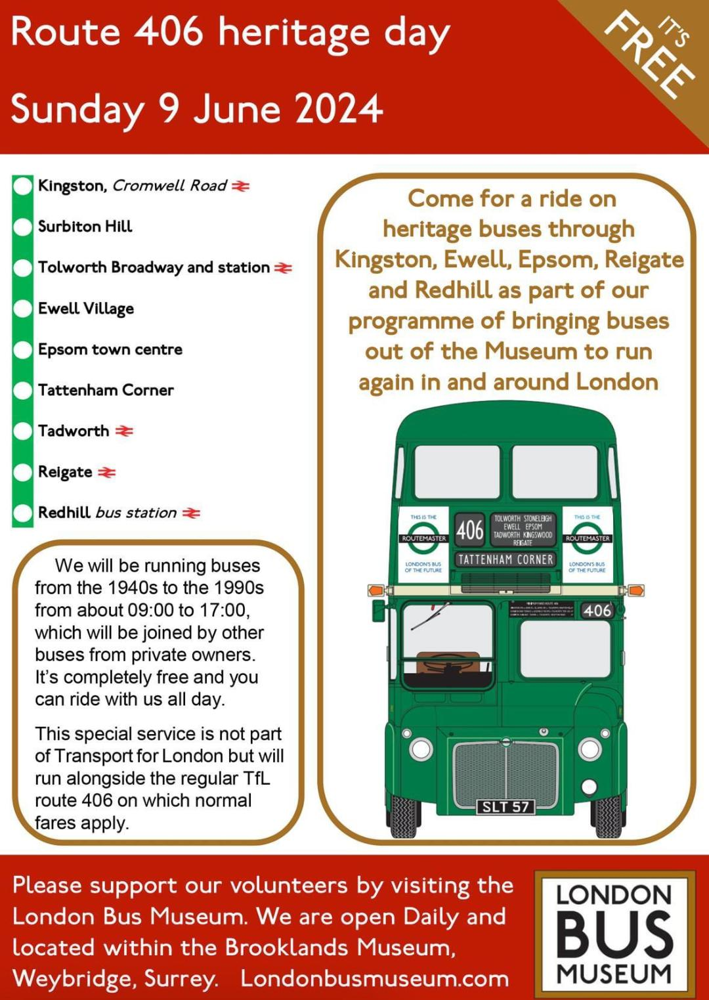 Route 406 heritage day
Sunday 9 June 2024
IT'S
FREE
Kingston, Cromwell Road
Surbiton Hill
Tolworth Broadway and station
Ewell Village
Epsom town centre
Tattenham Corner
Tadworth
Reigate
Redhill bus station
We will be running buses
from the 1940s to the 1990s
from about 09:00 to 17:00,
which will be joined by other
buses from private owners.
It's completely free and you
can ride with us all day.
This special service is not part
of Transport for London but will
run alongside the regular TfL
route 406 on which normal
fares apply.
Come for a ride on
heritage buses through
Kingston, Ewell, Epsom, Reigate
and Redhill as part of our
programme of bringing buses
out of the Museum to run
again in and around London
THIS IS THE
ROUTEMASTER
LONDON'S BUS
OF THE FUTURE
406
TOLWORTH STONELEIGH
EWELL EPSOM
TADWORTH KINGSWOOD
REIGATE
TATTENHAM CORNER
THIS IS THE
ROUTEMASTER
LONDON'S BUS
OF THE FUTURE
406
SLT 57
Please support our volunteers by visiting the
London Bus Museum. We are open Daily and
located within the Brooklands Museum,
Weybridge, Surrey. Londonbusmuseum.com
LONDON
BUS
MUSEUM